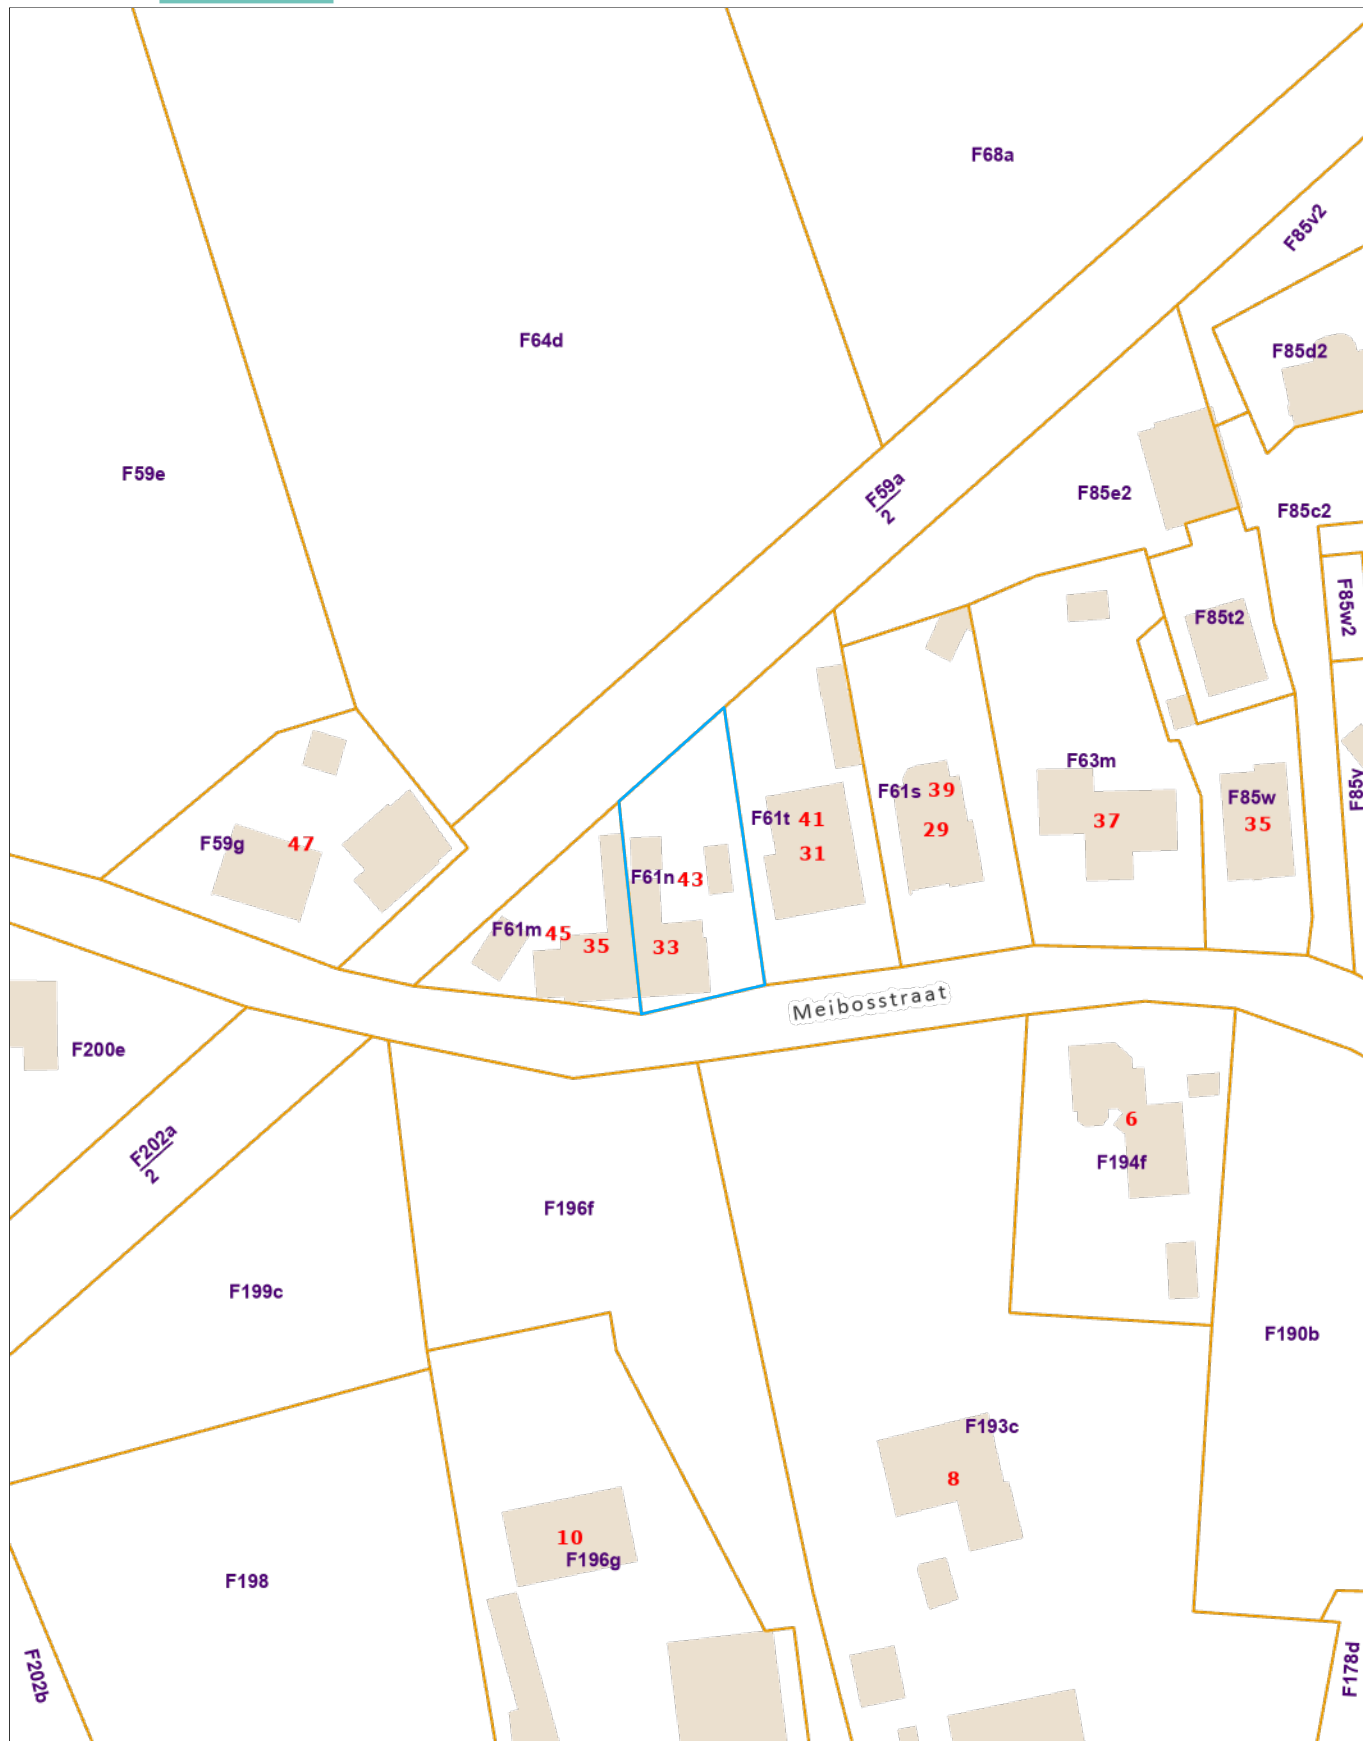 F68a
F85v2
F64d
F85d2
F59e
F59a
2
F85e2
F85c2
F85w2
F85t2
F63m
F61s 39
F85w
F85v
F61t 41
29
37
35
F59g 47
31
F61n 43
F61m 45
35
33
Meibosstraat
F200e
6
F202a
2
F194f
F196f
F199c
F190b
F193c
8
10
F196g
F198
F202b
F178d